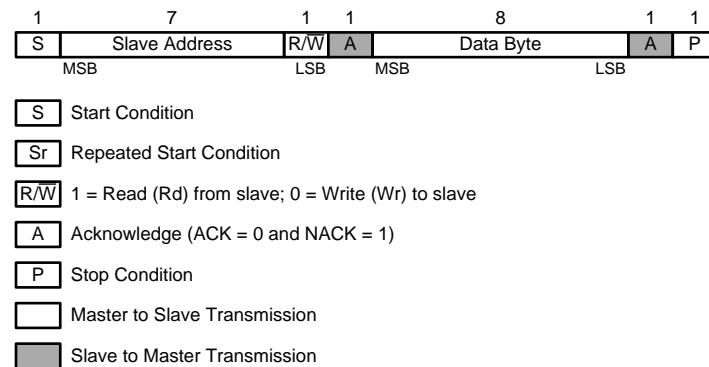 1 7 1 1 8 1 1
S Slave Address R/W̅ A Data Byte A P
MSB LSB MSB LSB
S Start Condition
Sr Repeated Start Condition
R/W̅ 1 = Read (Rd) from slave; 0 = Write (Wr) to slave
A Acknowledge (ACK = 0 and NACK = 1)
P Stop Condition
Master to Slave Transmission
Slave to Master Transmission